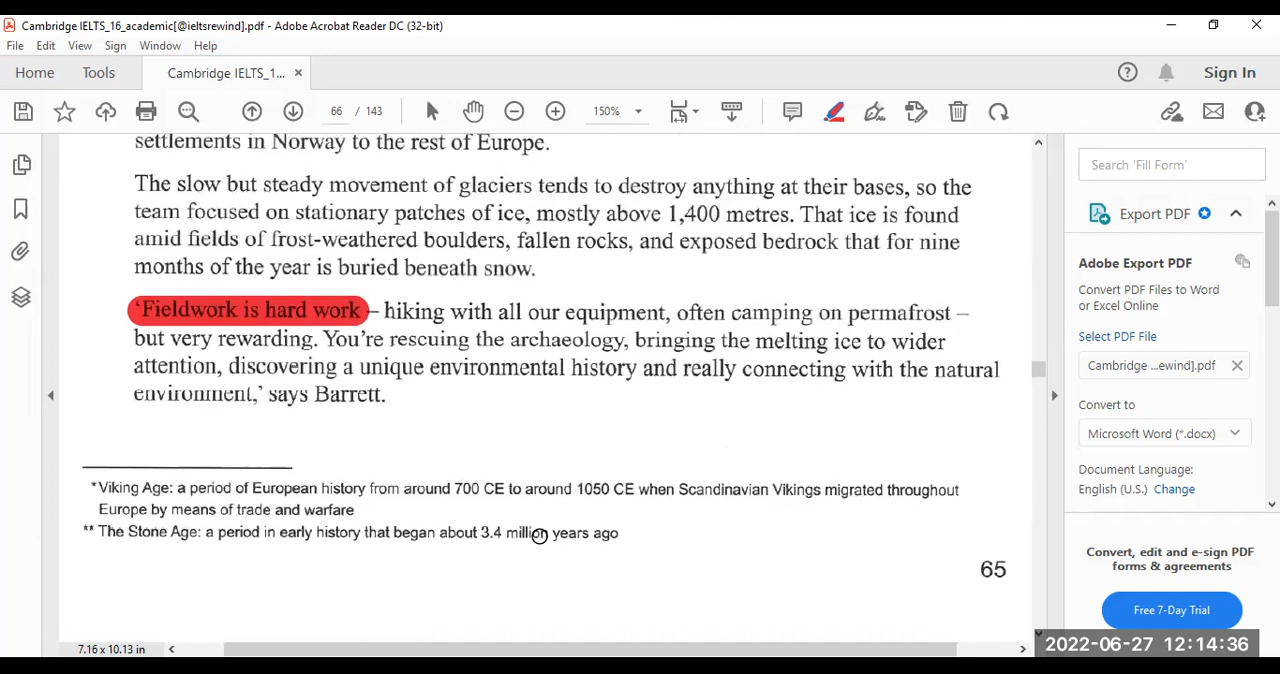 Cambridge IELTS_16_academic[@ieltsrewind].pdf - Adobe Acrobat Reader DC (32-bit)
File Edit View Sign Window Help
Home Tools Cambridge IELTS_1... × Sign In
66 / 143 150%
settlements in Norway to the rest of Europe.
The slow but steady movement of glaciers tends to destroy anything at their bases, so the
team focused on stationary patches of ice, mostly above 1,400 metres. That ice is found
amid fields of frost-weathered boulders, fallen rocks, and exposed bedrock that for nine
months of the year is buried beneath snow.
‘Fieldwork is hard work – hiking with all our equipment, often camping on permafrost –
but very rewarding. You’re rescuing the archaeology, bringing the melting ice to wider
attention, discovering a unique environmental history and really connecting with the natural
environment,’ says Barrett.
*Viking Age: a period of European history from around 700 CE to around 1050 CE when Scandinavian Vikings migrated throughout
Europe by means of trade and warfare
** The Stone Age: a period in early history that began about 3.4 million years ago
65
7.16 x 10.13 in
Search 'Fill Form'
Export PDF
Adobe Export PDF
Convert PDF Files to Word
or Excel Online
Select PDF File
Cambridge ...ewind].pdf
Convert to
Microsoft Word (*.docx)
Document Language:
English (U.S.) Change
Convert, edit and e-sign PDF
forms & agreements
Free 7-Day Trial
2022-06-27 12:14:36